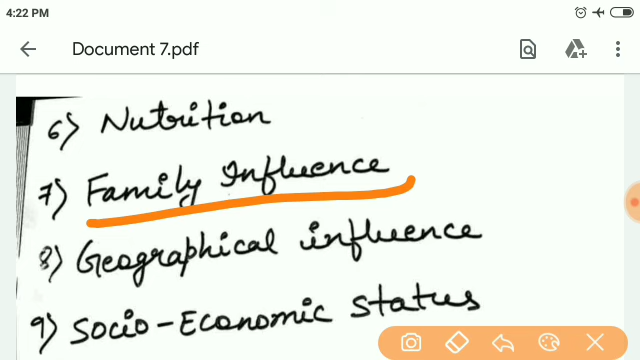 4:22 PM
Document 7.pdf
6) Nutrition
7) Family Influence
8) Geographical influence
9) Socio-Economic Status